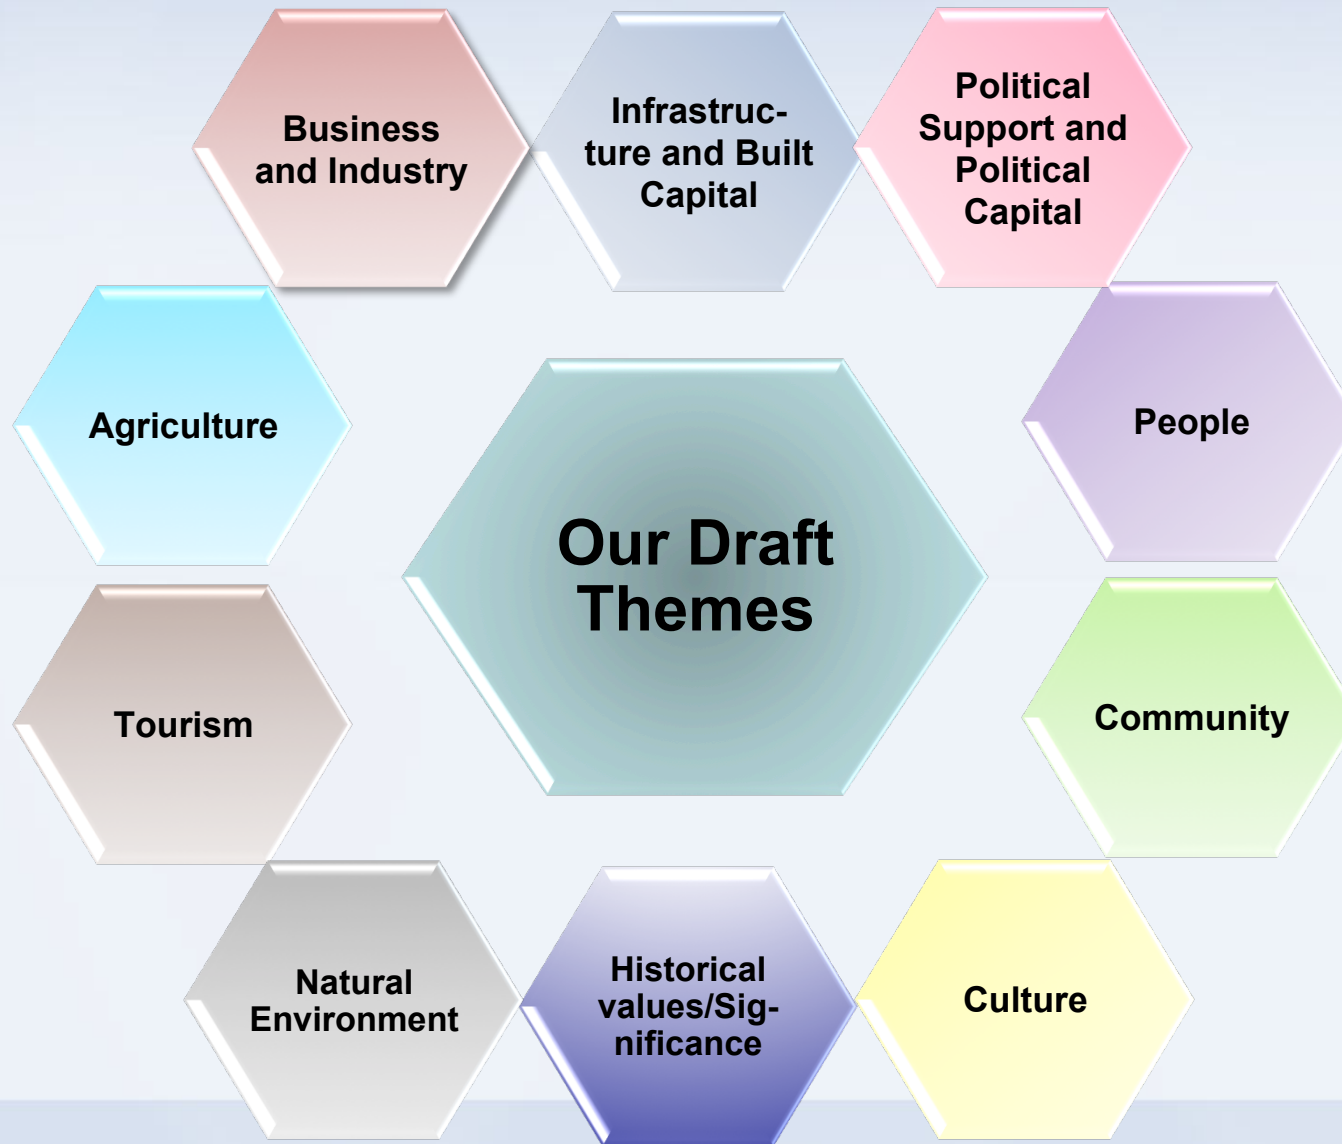 Business
and Industry
Infrastruc-
ture and Built
Capital
Political
Support and
Political
Capital
Agriculture
People
Our Draft
Themes
Tourism
Community
Natural
Environment
Historical
values/Sig-
nificance
Culture